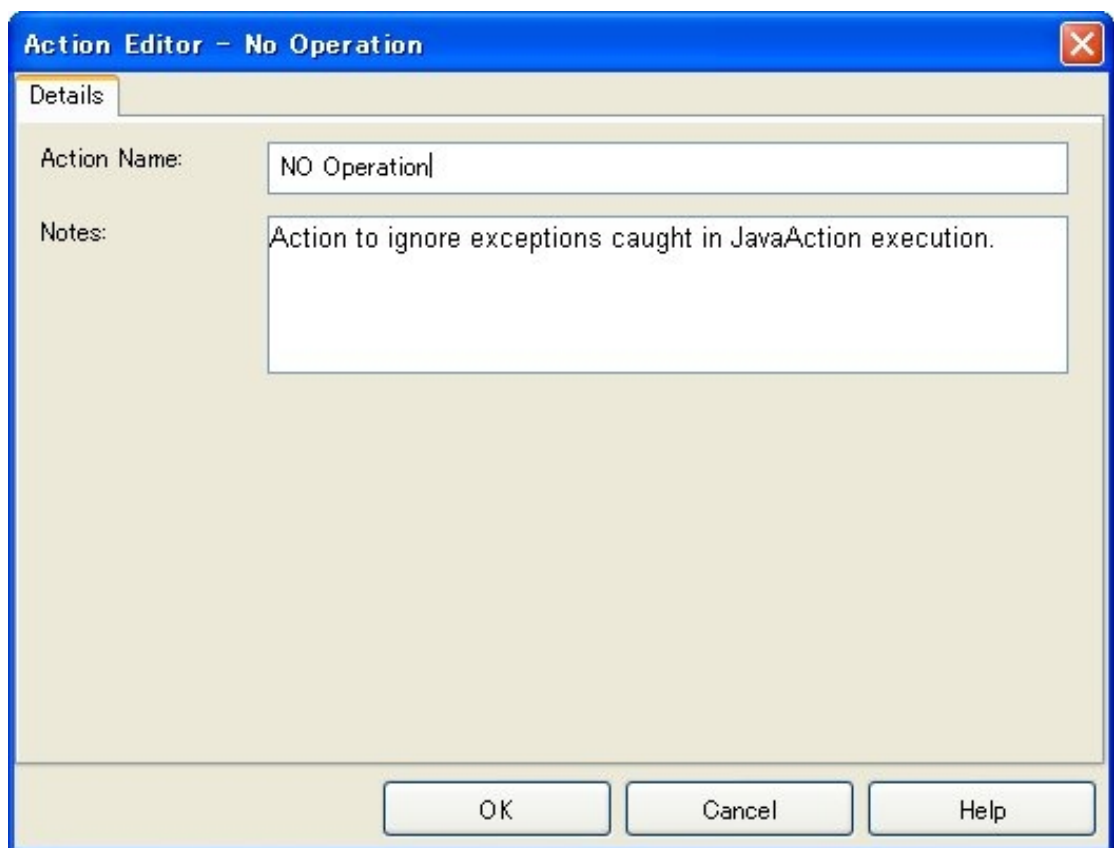 Action Editor - No Operation
Details
Action Name:
NO Operation
Notes:
Action to ignore exceptions caught in JavaAction execution.
OK
Cancel
Help